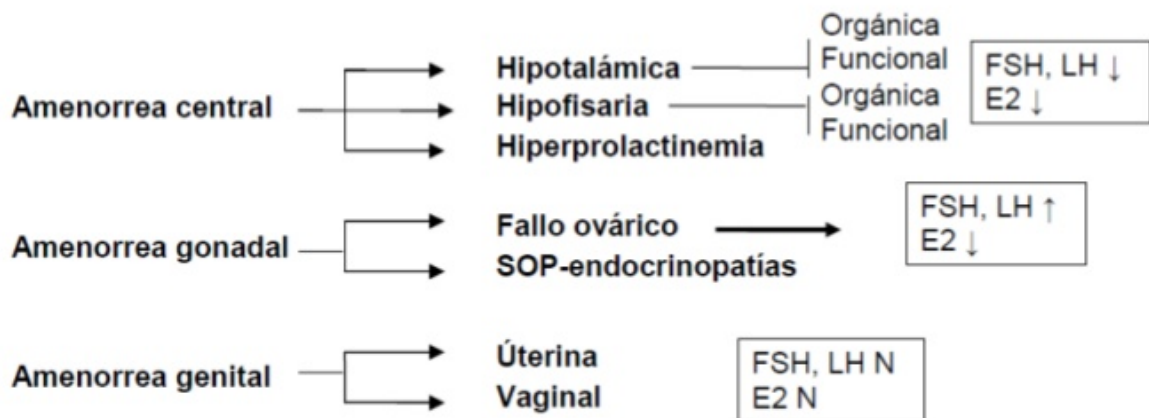 Amenorrea central
Hipotalámica
Orgánica
Funcional
Hipofisaria
Orgánica
Funcional
Hiperprolactinemia
FSH, LH ↓
E2 ↓
Amenorrea gonadal
Fallo ovárico
SOP-endocrinopatías
FSH, LH ↑
E2 ↓
Amenorrea genital
Úterina
Vaginal
FSH, LH N
E2 N